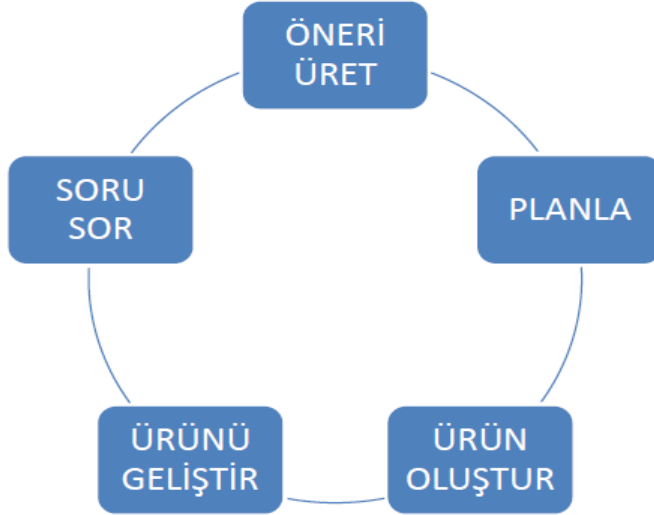 ÖNERİ
ÜRET
SORU
SOR
PLANLA
ÜRÜNÜ
GELİŞTİR
ÜRÜN
OLUŞTUR